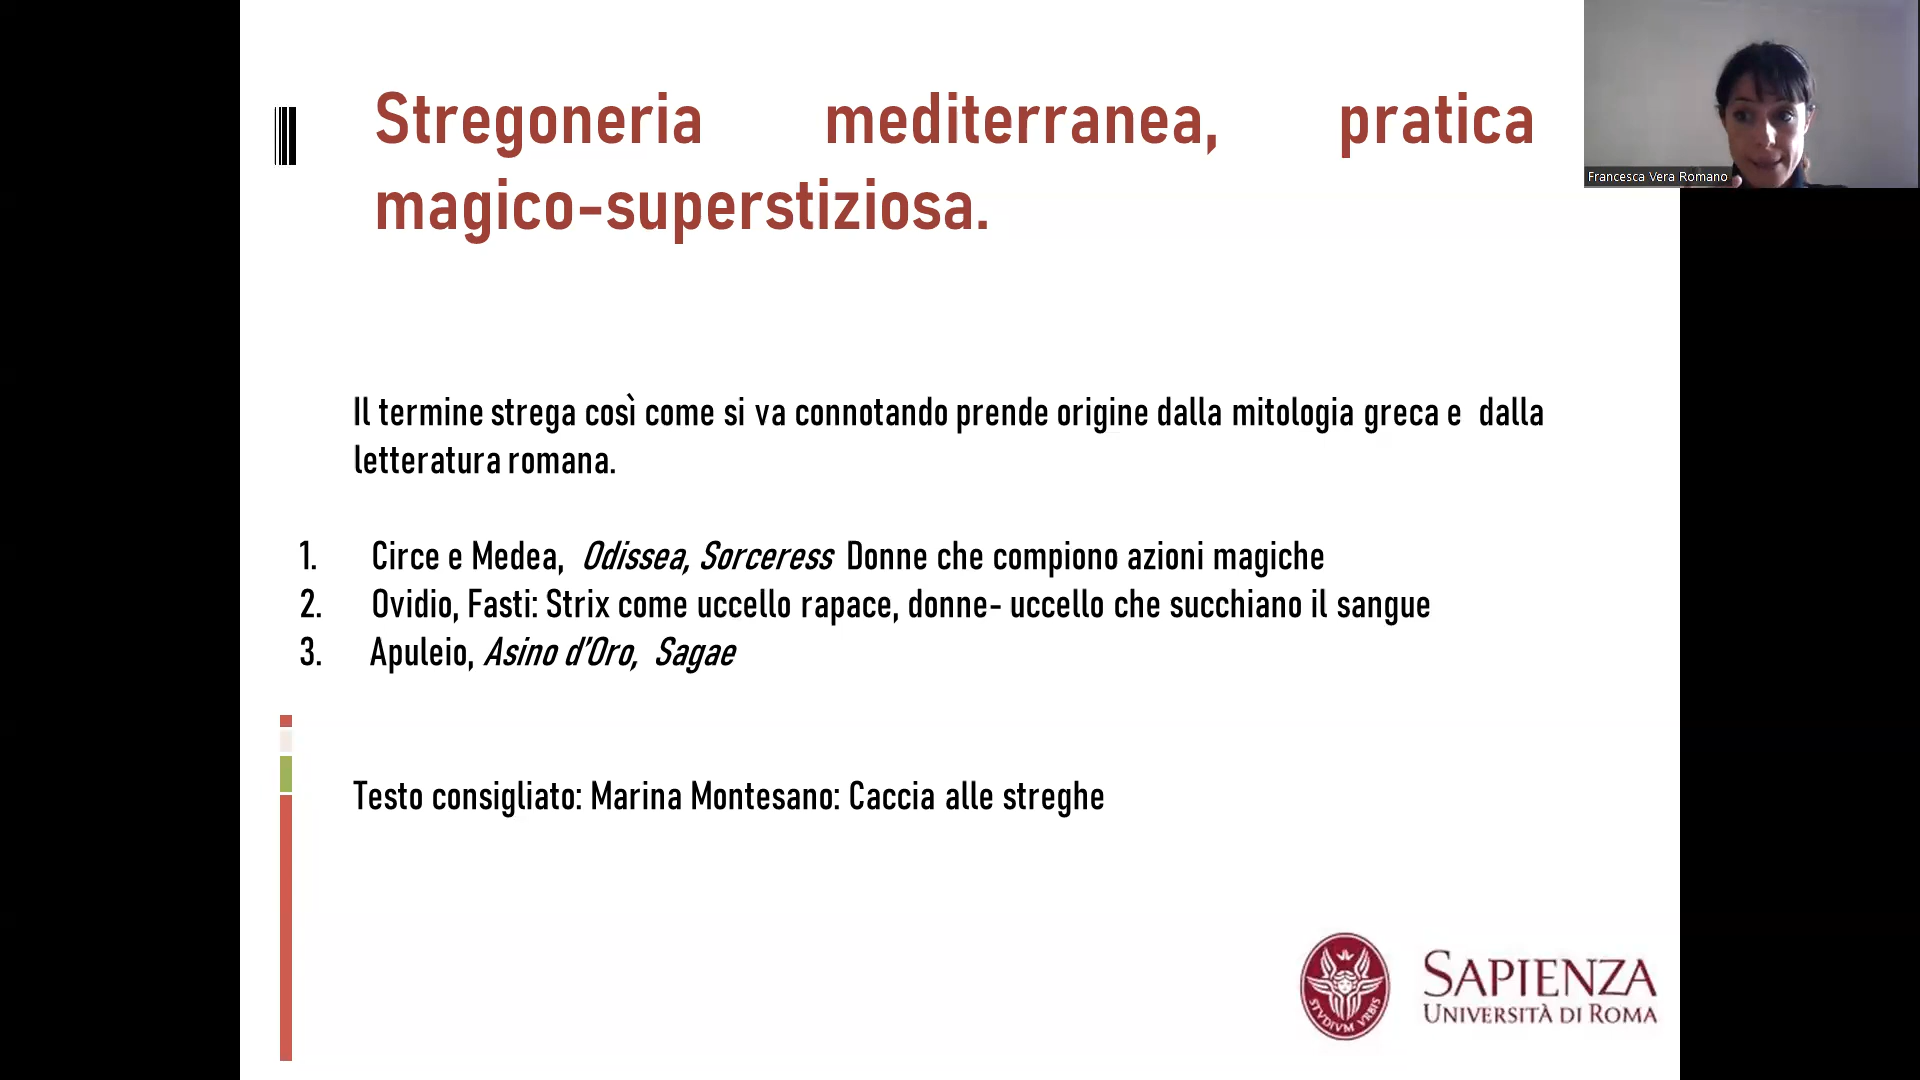 Stregoneria mediterranea, pratica
magico-superstiziosa.
Francesca Vera Romano
Il termine strega così come si va connotando prende origine dalla mitologia greca e dalla
letteratura romana.
1. Circe e Medea, Odissea, Sorceress Donne che compiono azioni magiche
2. Ovidio, Fasti: Strix come uccello rapace, donne- uccello che succhiano il sangue
3. Apuleio, Asino d'Oro, Sagae
Testo consigliato: Marina Montesano: Caccia alle streghe
STVDIVM VRBIS
SAPIENZA
UNIVERSITÀ DI ROMA